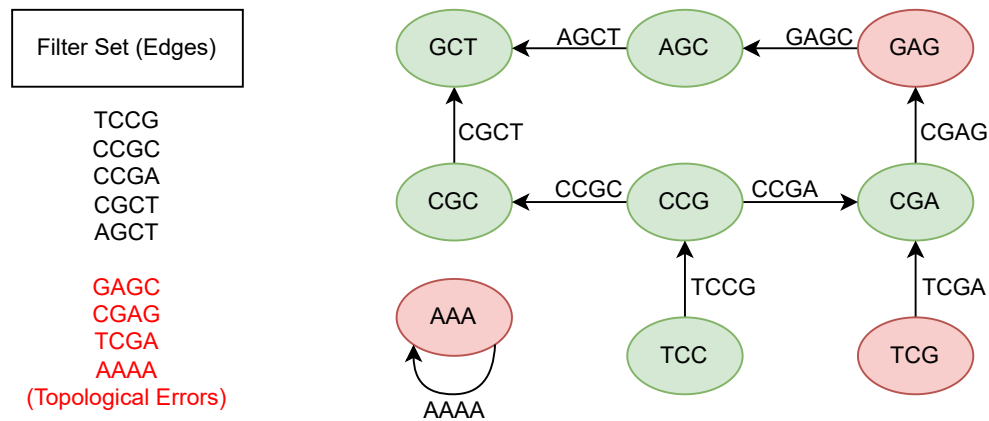 Filter Set (Edges)
TCCG
CCGC
CCGA
CGCT
AGCT
GAGC
CGAG
TCGA
AAAA
(Topological Errors)
GCT
AGCT
AGC
GAGC
GAG
CGCT
CGAG
CGC
CCGC
CCG
CCGA
CGA
TCCG
TCGA
AAA
TCC
TCG
AAAA